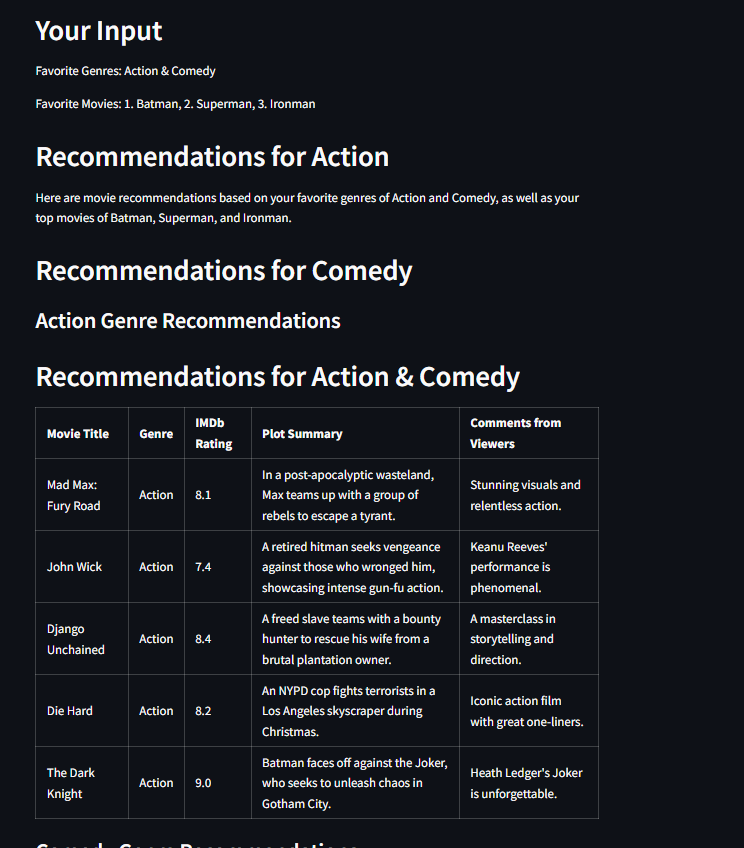 Your Input
Favorite Genres: Action & Comedy
Favorite Movies: 1. Batman, 2. Superman, 3. Ironman
Recommendations for Action
Here are movie recommendations based on your favorite genres of Action and Comedy, as well as your
top movies of Batman, Superman, and Ironman.
Recommendations for Comedy
Action Genre Recommendations
Recommendations for Action & Comedy
Movie Title
Genre
IMDb
Rating
Plot Summary
Comments from
Viewers
Mad Max:
Fury Road
Action
8.1
In a post-apocalyptic wasteland,
Max teams up with a group of
rebels to escape a tyrant.
Stunning visuals and
relentless action.
John Wick
Action
7.4
A retired hitman seeks vengeance
against those who wronged him,
showcasing intense gun-fu action.
Keanu Reeves'
performance is
phenomenal.
Django
Unchained
Action
8.4
A freed slave teams with a bounty
hunter to rescue his wife from a
brutal plantation owner.
A masterclass in
storytelling and
direction.
Die Hard
Action
8.2
An NYPD cop fights terrorists in a
Los Angeles skyscraper during
Christmas.
Iconic action film
with great one-liners.
The Dark
Knight
Action
9.0
Batman faces off against the Joker,
who seeks to unleash chaos in
Gotham City.
Heath Ledger's Joker
is unforgettable.
Comedy Genre Recommendations